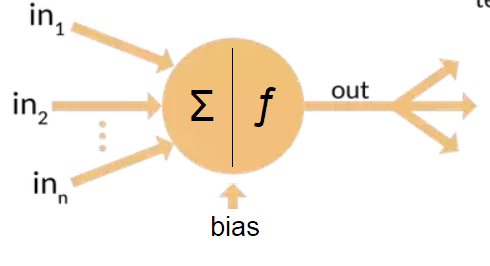 in₁
in₂
inₙ
Σ
f
out
bias